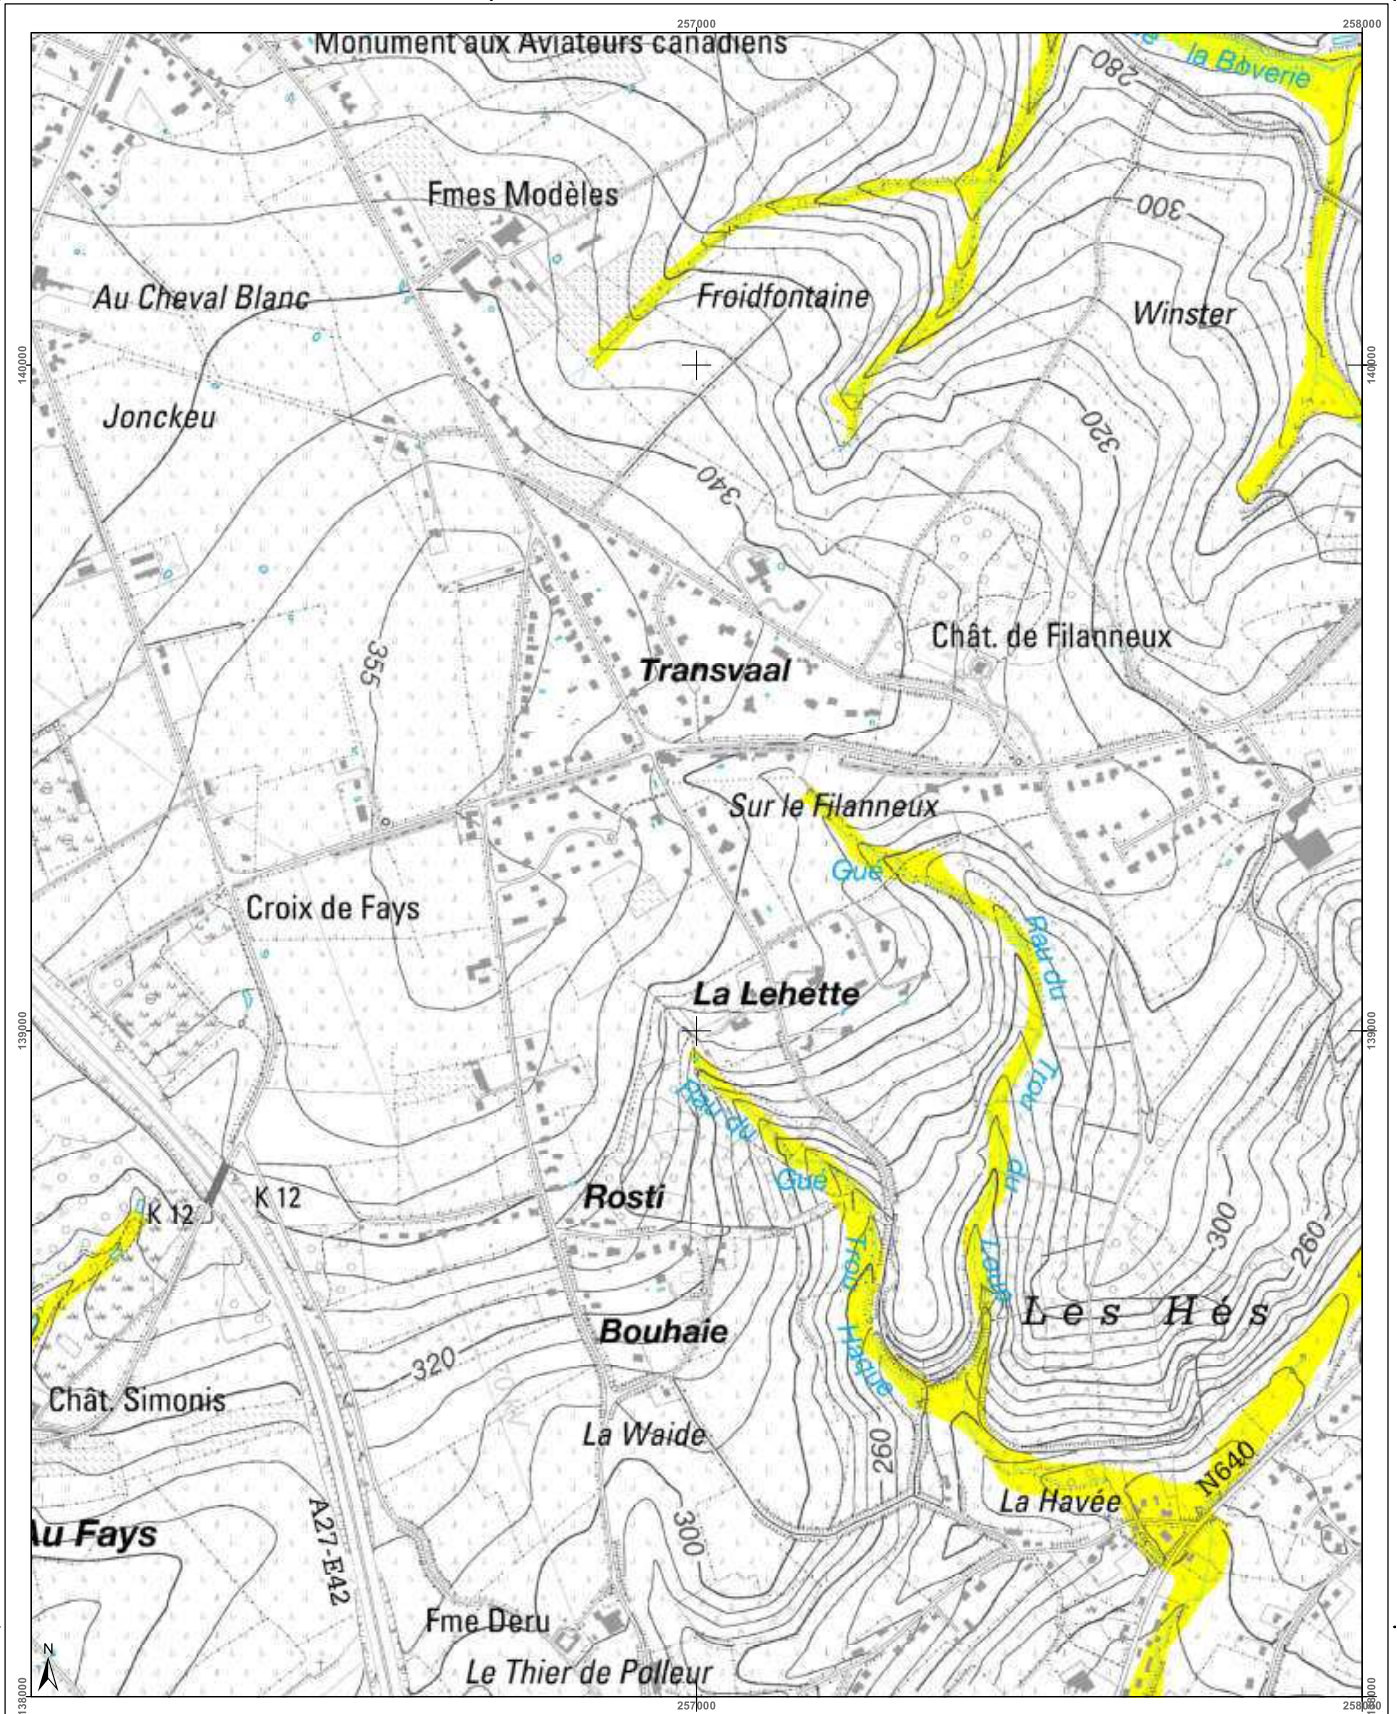 257000
258000
Monument aux Aviateurs canadiens
la Boverie
280
Fmes Modèles
300
Au Cheval Blanc
Froidfontaine
Winster
140000
140000
Jonckeu
320
340
355
Transvaal
Chât. de Filanneux
Sur le Filanneux
Gué
Croix de Fays
Rau du
La Lehette
139000
139000
Trou
Rau du
Gué
du
Rosti
K 12
K 12
300
260
Trou
Loup
Les Hés
Bouhaie
320
Haque
Chât. Simonis
La Waide
260
N640
La Havée
A27-E42
300
Au Fays
Fme Deru
N
Le Thier de Polleur
138000
257000
258000